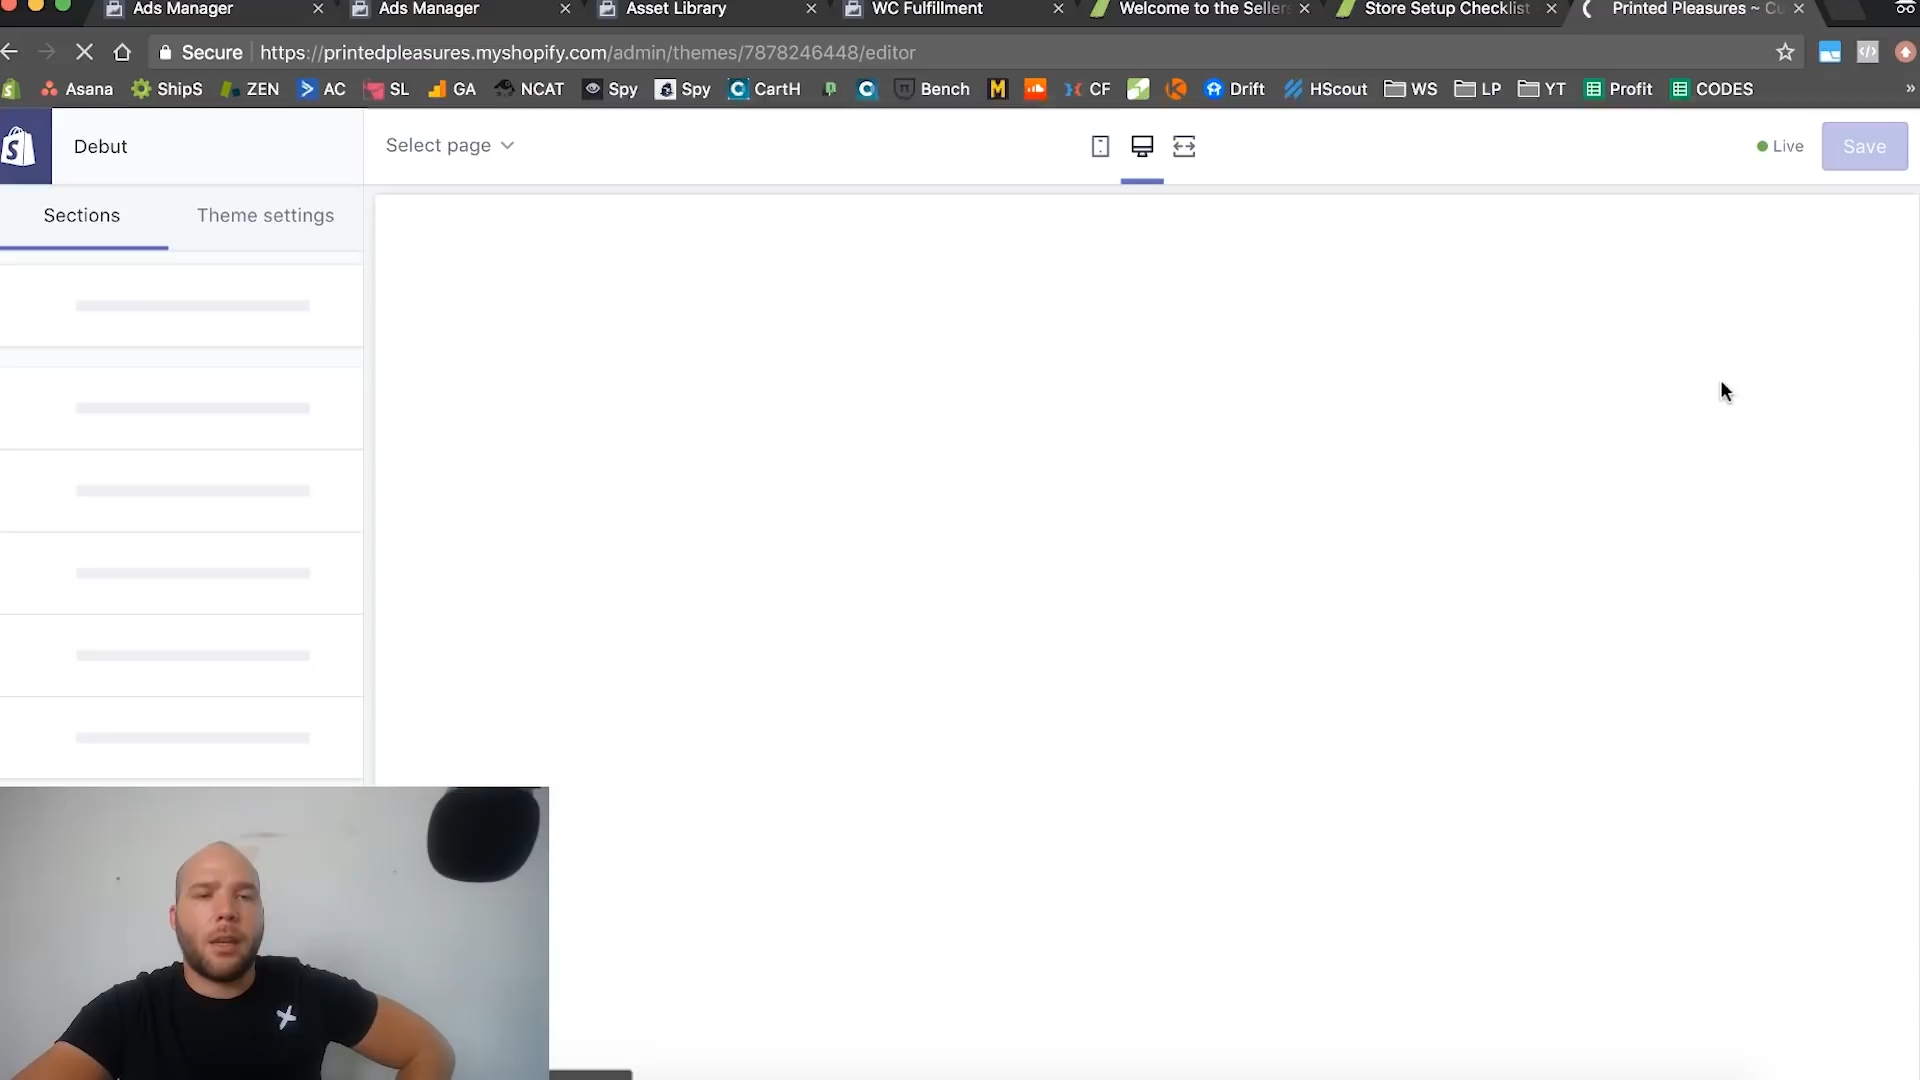 Ads Manager Ads Manager Asset Library WC Fulfillment Welcome to the Sellers Store Setup Checklist Printed Pleasures ~ Cu
Secure https://printedpleasures.myshopify.com/admin/themes/7878246448/editor
Asana ShipS ZEN AC SL GA NCAT Spy Spy CartH Bench CF Drift HScout WS LP YT Profit CODES »
Debut Select page Live Save
Sections Theme settings